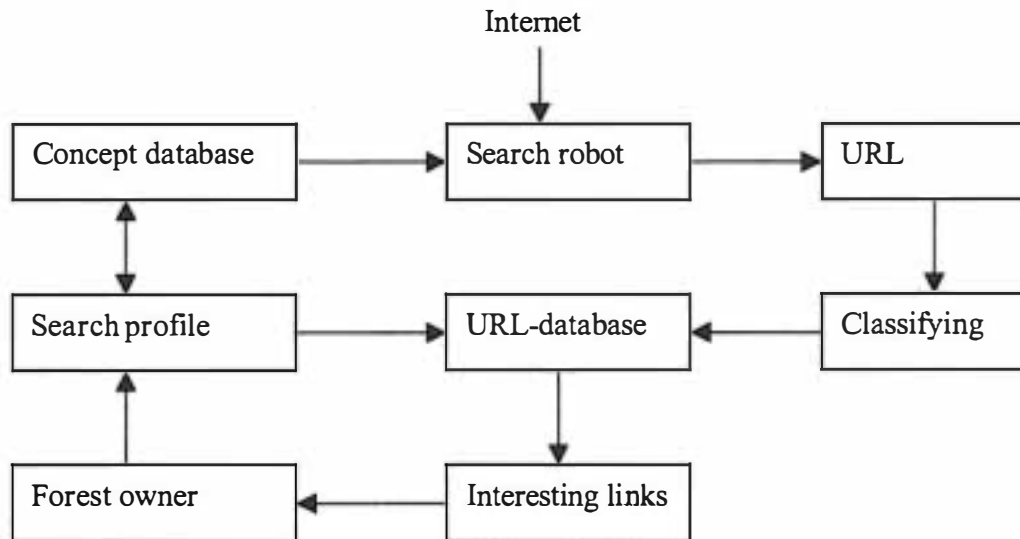 Internet
Concept database
Search robot
URL
Search profile
URL-database
Classifying
Forest owner
Interesting links